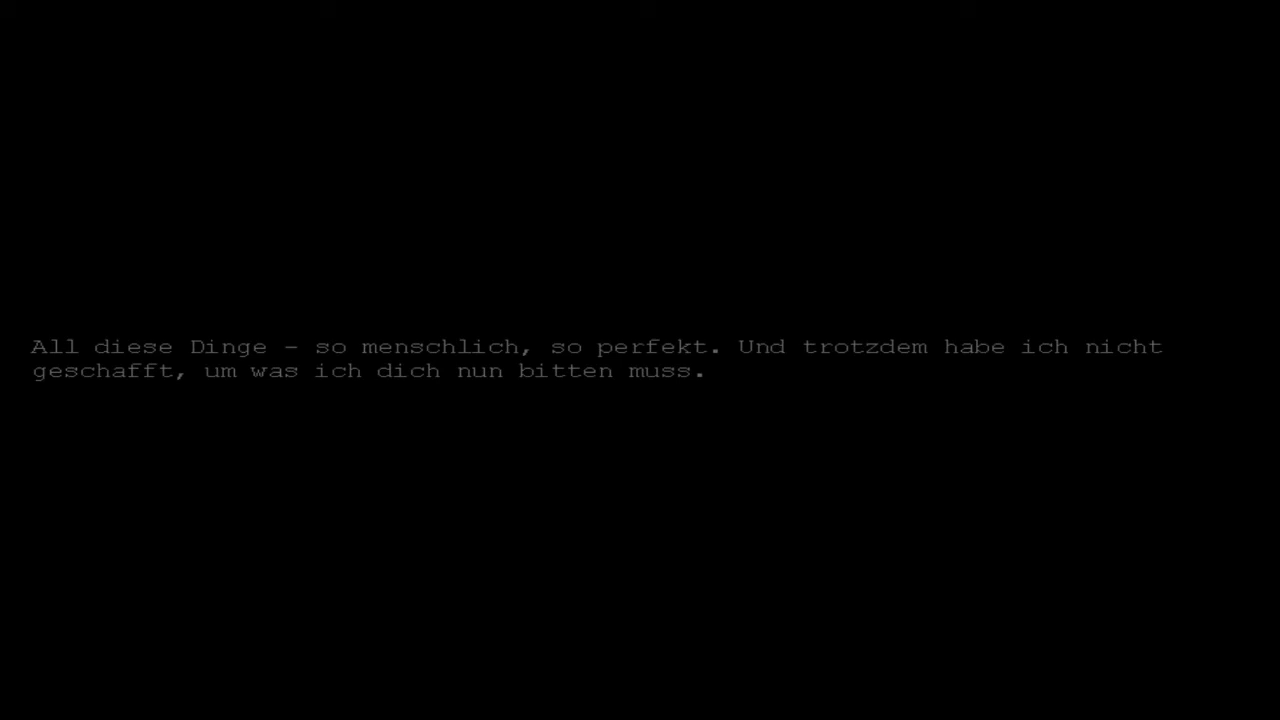 All diese Dinge - so menschlich, so perfekt. Und trotzdem habe ich nicht
geschafft, um was ich dich nun bitten muss.